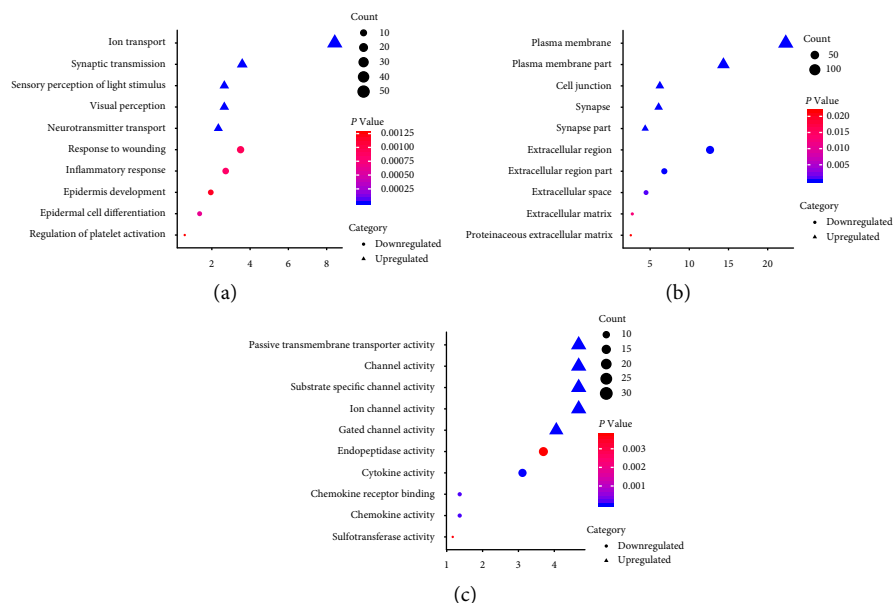 Ion transport
Synaptic transmission
Sensory perception of light stimulus
Visual perception
Neurotransmitter transport
Response to wounding
Inflammatory response
Epidermis development
Epidermal cell differentiation
Regulation of platelet activation
2 4 6 8
Count
10
20
30
40
50
P Value
0.00125
0.00100
0.00075
0.00050
0.00025
Category
Downregulated
Upregulated
(a)
Plasma membrane
Plasma membrane part
Cell junction
Synapse
Synapse part
Extracellular region
Extracellular region part
Extracellular space
Extracellular matrix
Proteinaceous extracellular matrix
5 10 15 20
Count
50
100
P Value
0.020
0.015
0.010
0.005
Category
Downregulated
Upregulated
(b)
Passive transmembrane transporter activity
Channel activity
Substrate specific channel activity
Ion channel activity
Gated channel activity
Endopeptidase activity
Cytokine activity
Chemokine receptor binding
Chemokine activity
Sulfotransferase activity
1 2 3 4
Count
10
15
20
25
30
P Value
0.003
0.002
0.001
Category
Downregulated
Upregulated
(c)